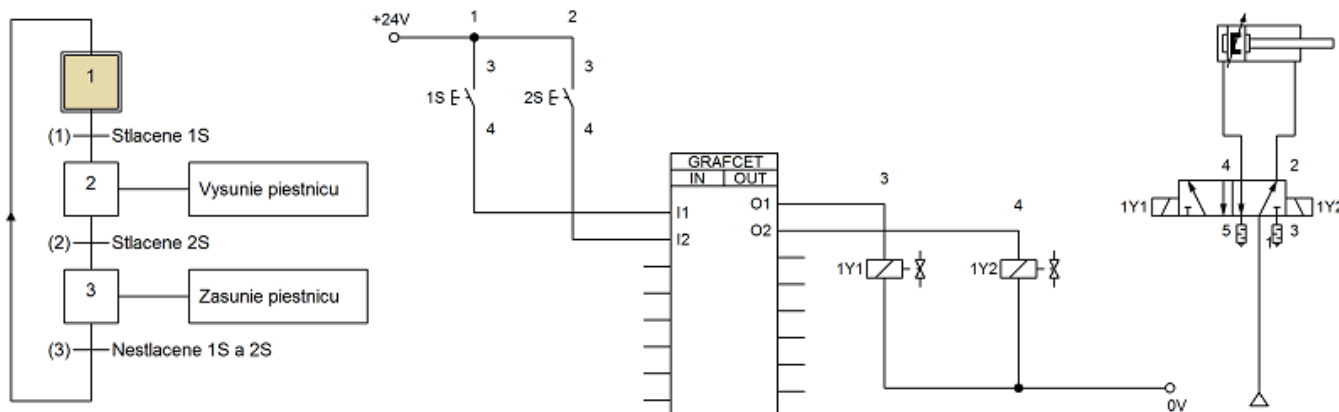 1
(1) Stlacene 1S
2 Vysunie piestnicu
(2) Stlacene 2S
3 Zasunie piestnicu
(3) Nestlacene 1S a 2S
+24V 1 2
3 3
1S 2S
4 4
GRAFCET
IN OUT
I1 O1 3
I2 O2 4
1Y1 1Y2
0V
4 2
1Y1 1Y2
5 1 3